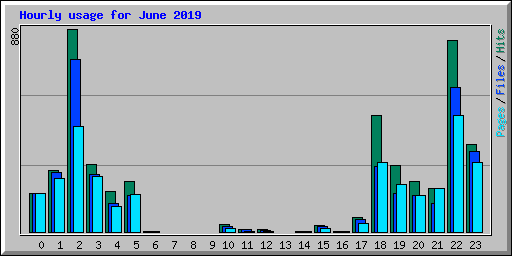 Hourly usage for June 2019
880
Pages/Files/Hits
0 1 2 3 4 5 6 7 8 9 10 11 12 13 14 15 16 17 18 19 20 21 22 23